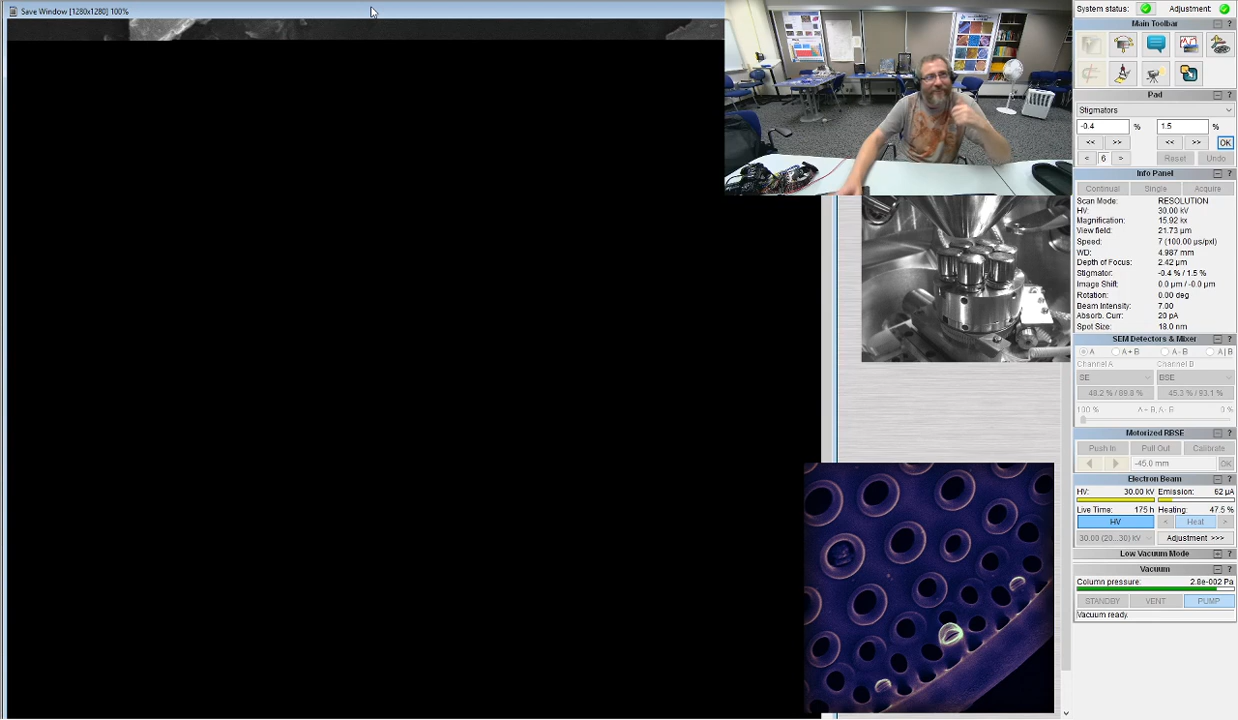 Save Window [1280x1280] 100%
System status: Adjustment:
Main Toolbar
Pad
Stigmators
-0.4 % 1.5 %
<< >> << >> OK
< 6 > Reset Undo
Info Panel
Continual Single Acquire
Scan Mode: RESOLUTION
HV: 30.00 kV
Magnification: 15.92 kx
View field: 21.73 µm
Speed: 7 (100.00 µs/pxl)
WD: 4.987 mm
Depth of Focus: 2.42 µm
Stigmator: -0.4 % / 1.5 %
Image Shift: 0.0 µm / -0.0 µm
Rotation: 0.00 deg
Beam Intensity: 7.00
Absorb. Curr: 20 pA
Spot Size: 18.0 nm
SEM Detectors & Mixer
A A + B A - B A | B
Channel A Channel B
SE BSE
48.2 % / 89.8 % 45.3 % / 93.1 %
100 % A + B, A - B 0 %
Motorized RBSE
Push In Pull Out Calibrate
-45.0 mm OK
Electron Beam
HV: 30.00 kV Emission: 62 µA
Live Time: 175 h Heating: 47.5 %
HV < Heat >
30.00 (20...30) kV Adjustment >>>
Low Vacuum Mode
Vacuum
Column pressure: 2.8e-002 Pa
STANDBY VENT PUMP
Vacuum ready.